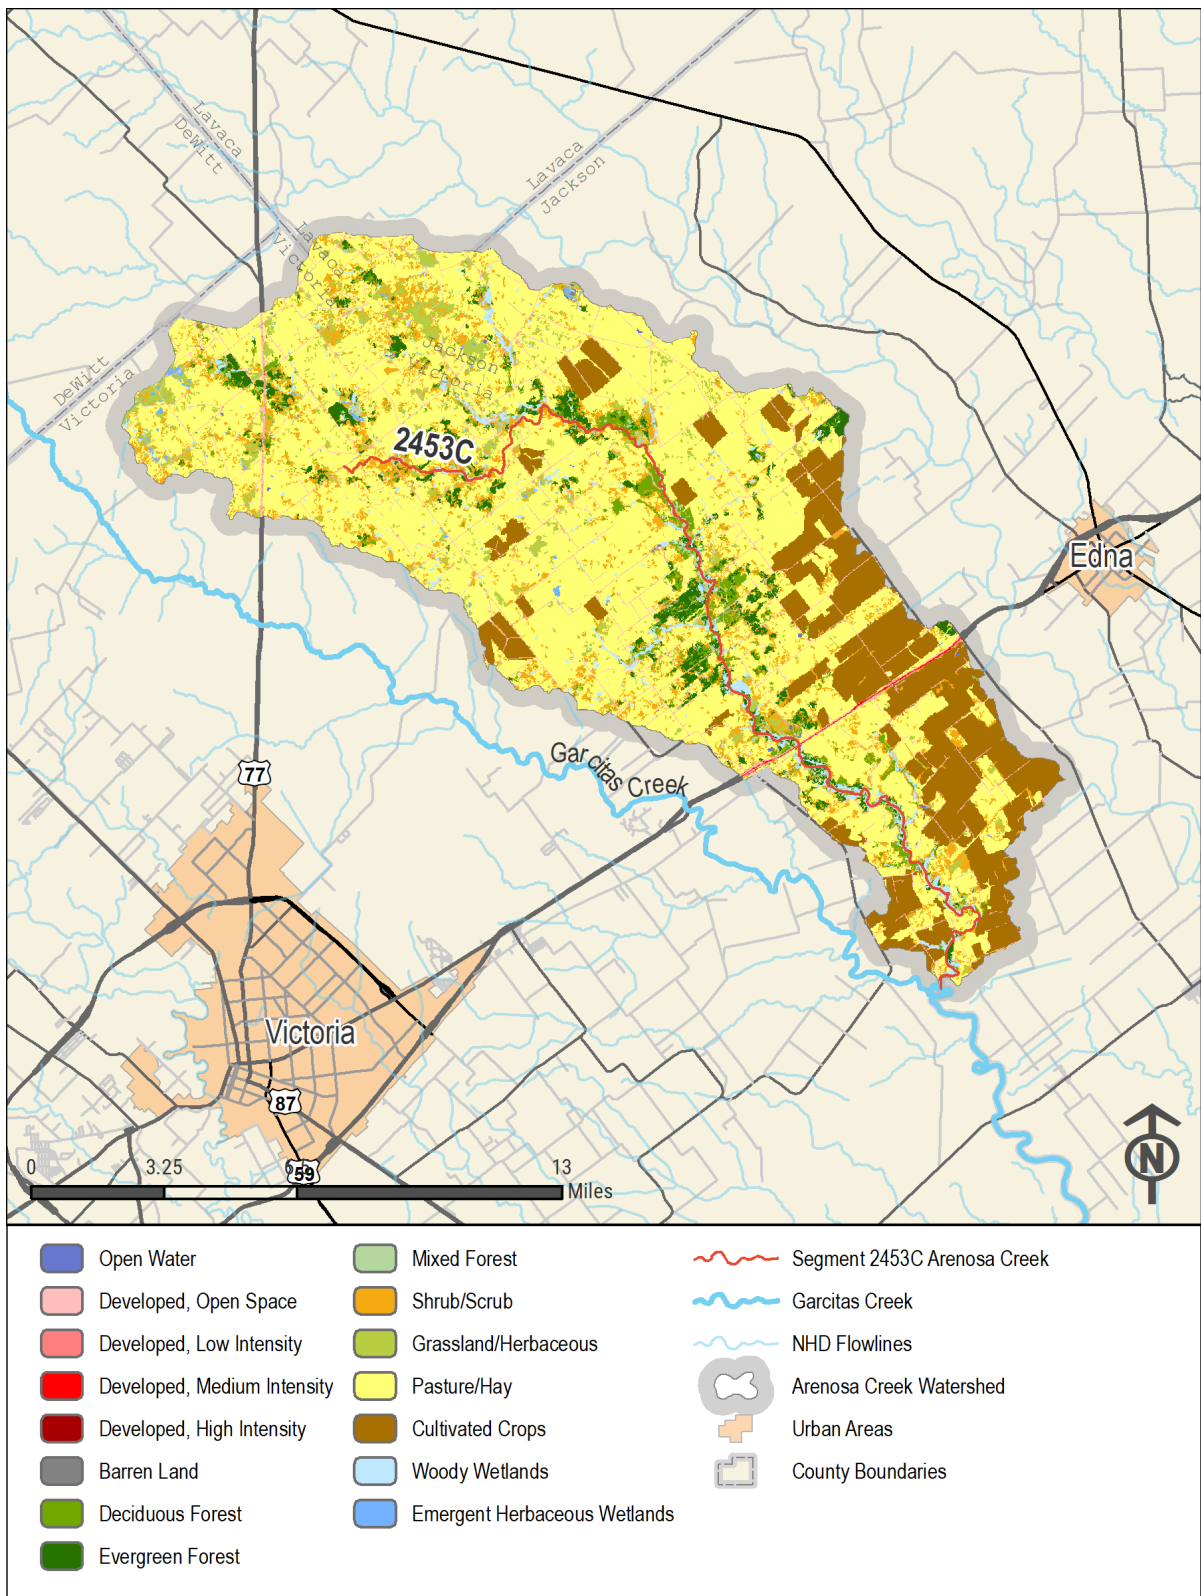 Lavaca
DeWitt
Lavaca
Jackson
Lavaca
Victoria
Jackson
Victoria
DeWitt
Victoria
2453C
Edna
Garcitas Creek
77
Victoria
87
59
0 3.25 6.5 13
Miles
N
Open Water
Developed, Open Space
Developed, Low Intensity
Developed, Medium Intensity
Developed, High Intensity
Barren Land
Deciduous Forest
Evergreen Forest
Mixed Forest
Shrub/Scrub
Grassland/Herbaceous
Pasture/Hay
Cultivated Crops
Woody Wetlands
Emergent Herbaceous Wetlands
Segment 2453C Arenosa Creek
Garcitas Creek
NHD Flowlines
Arenosa Creek Watershed
Urban Areas
County Boundaries